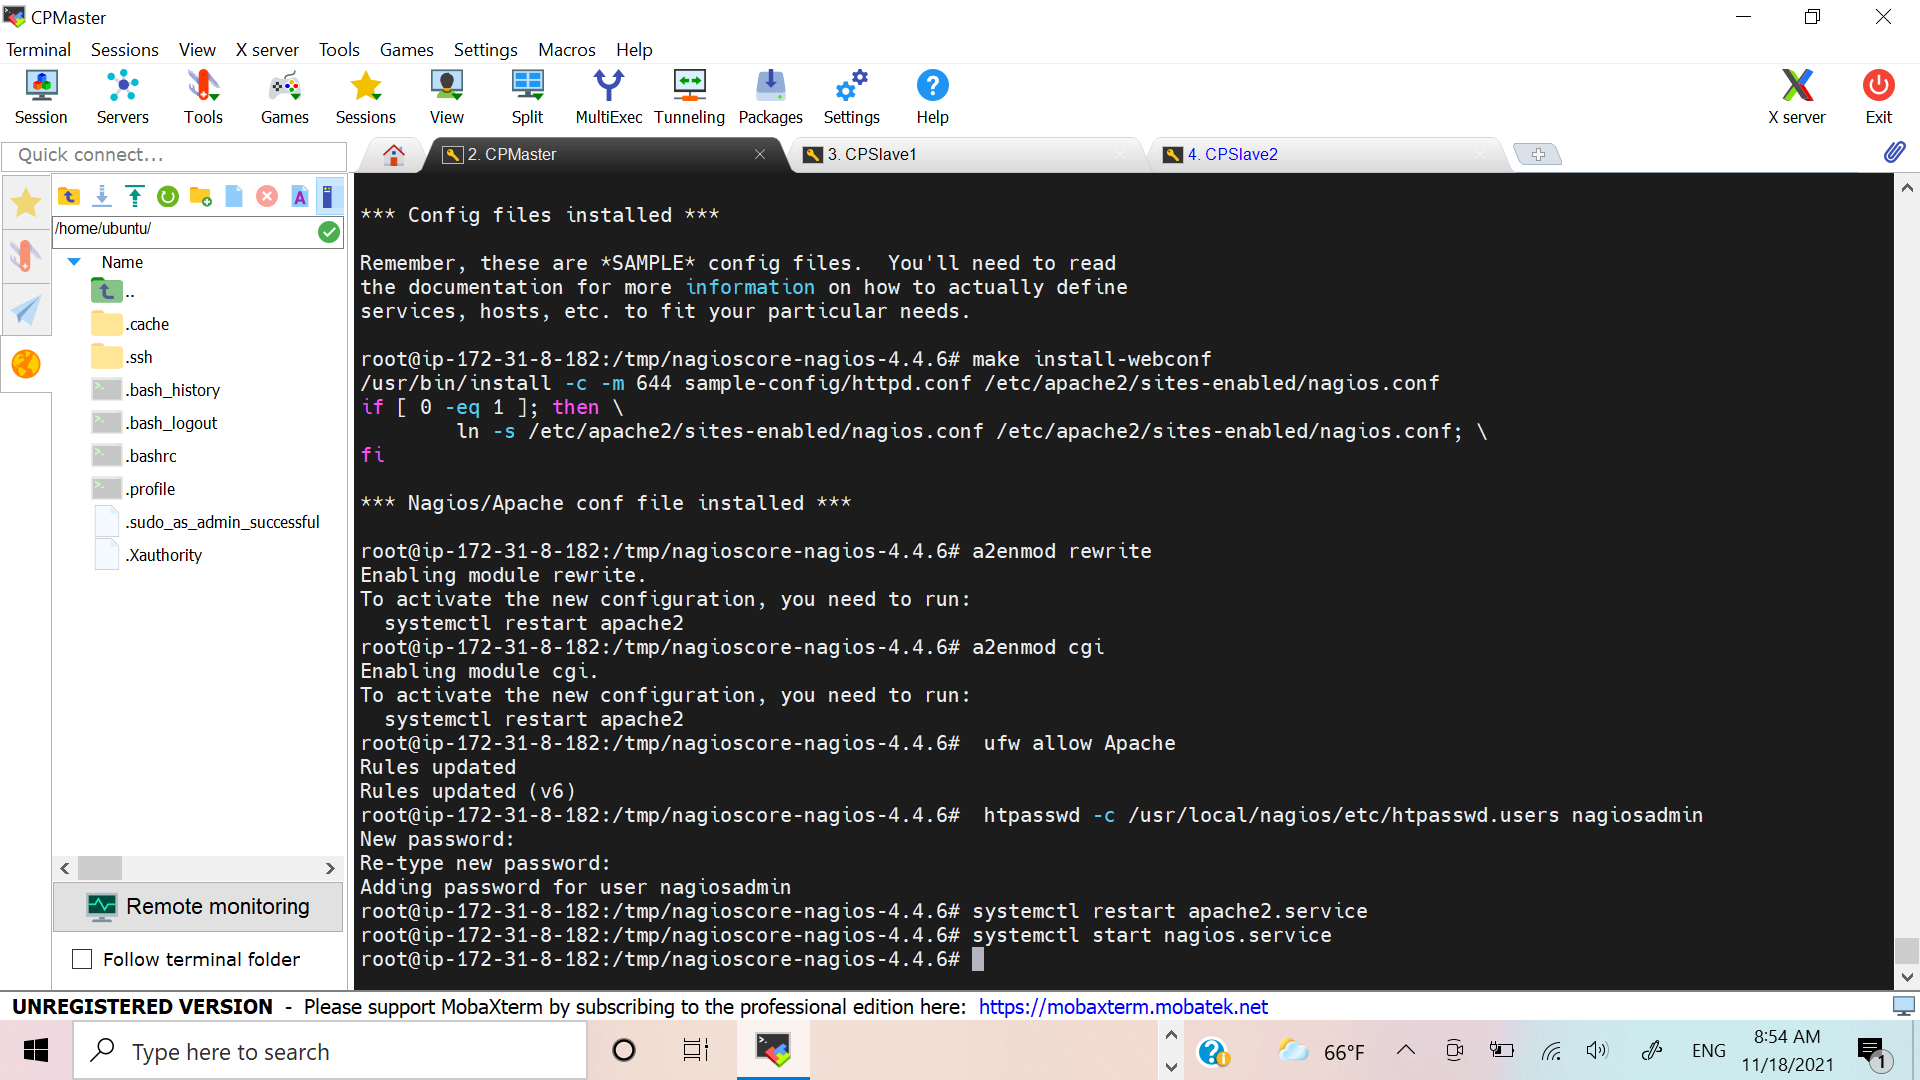 CPMaster
Terminal Sessions View X server Tools Games Settings Macros Help
Session Servers Tools Games Sessions View Split MultiExec Tunneling Packages Settings Help X server Exit
Quick connect...
2. CPMaster
3. CPSlave1
4. CPSlave2
/home/ubuntu/
Name
..
.cache
.ssh
.bash_history
.bash_logout
.bashrc
.profile
.sudo_as_admin_successful
.Xauthority
Remote monitoring
Follow terminal folder
*** Config files installed ***
Remember, these are *SAMPLE* config files.  You'll need to read
the documentation for more information on how to actually define
services, hosts, etc. to fit your particular needs.
root@ip-172-31-8-182:/tmp/nagioscore-nagios-4.4.6# make install-webconf
/usr/bin/install -c -m 644 sample-config/httpd.conf /etc/apache2/sites-enabled/nagios.conf
if [ 0 -eq 1 ]; then \
        ln -s /etc/apache2/sites-enabled/nagios.conf /etc/apache2/sites-enabled/nagios.conf; \
fi
*** Nagios/Apache conf file installed ***
root@ip-172-31-8-182:/tmp/nagioscore-nagios-4.4.6# a2enmod rewrite
Enabling module rewrite.
To activate the new configuration, you need to run:
  systemctl restart apache2
root@ip-172-31-8-182:/tmp/nagioscore-nagios-4.4.6# a2enmod cgi
Enabling module cgi.
To activate the new configuration, you need to run:
  systemctl restart apache2
root@ip-172-31-8-182:/tmp/nagioscore-nagios-4.4.6#  ufw allow Apache
Rules updated
Rules updated (v6)
root@ip-172-31-8-182:/tmp/nagioscore-nagios-4.4.6#  htpasswd -c /usr/local/nagios/etc/htpasswd.users nagiosadmin
New password:
Re-type new password:
Adding password for user nagiosadmin
root@ip-172-31-8-182:/tmp/nagioscore-nagios-4.4.6# systemctl restart apache2.service
root@ip-172-31-8-182:/tmp/nagioscore-nagios-4.4.6# systemctl start nagios.service
root@ip-172-31-8-182:/tmp/nagioscore-nagios-4.4.6#
UNREGISTERED VERSION - Please support MobaXterm by subscribing to the professional edition here: https://mobaxterm.mobatek.net
Type here to search
66°F
ENG
8:54 AM
11/18/2021
1